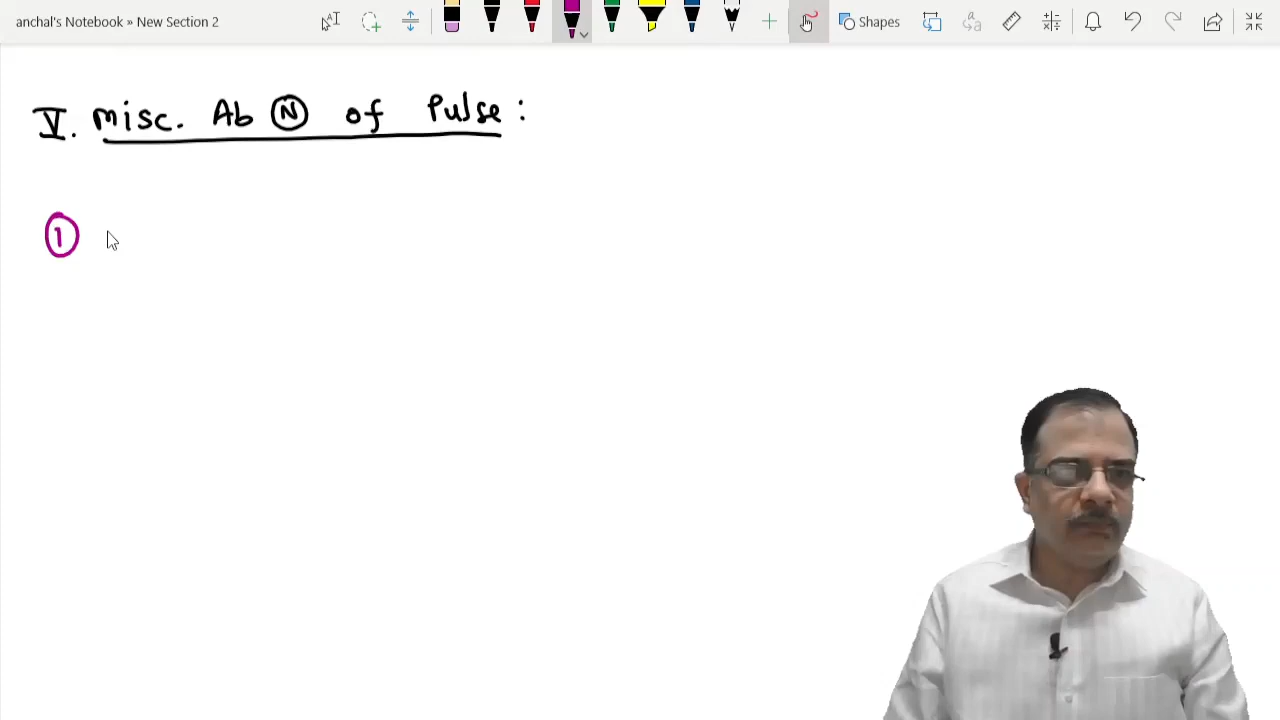 anchal's Notebook » New Section 2
Shapes
V. misc. Ab N of Pulse:
1